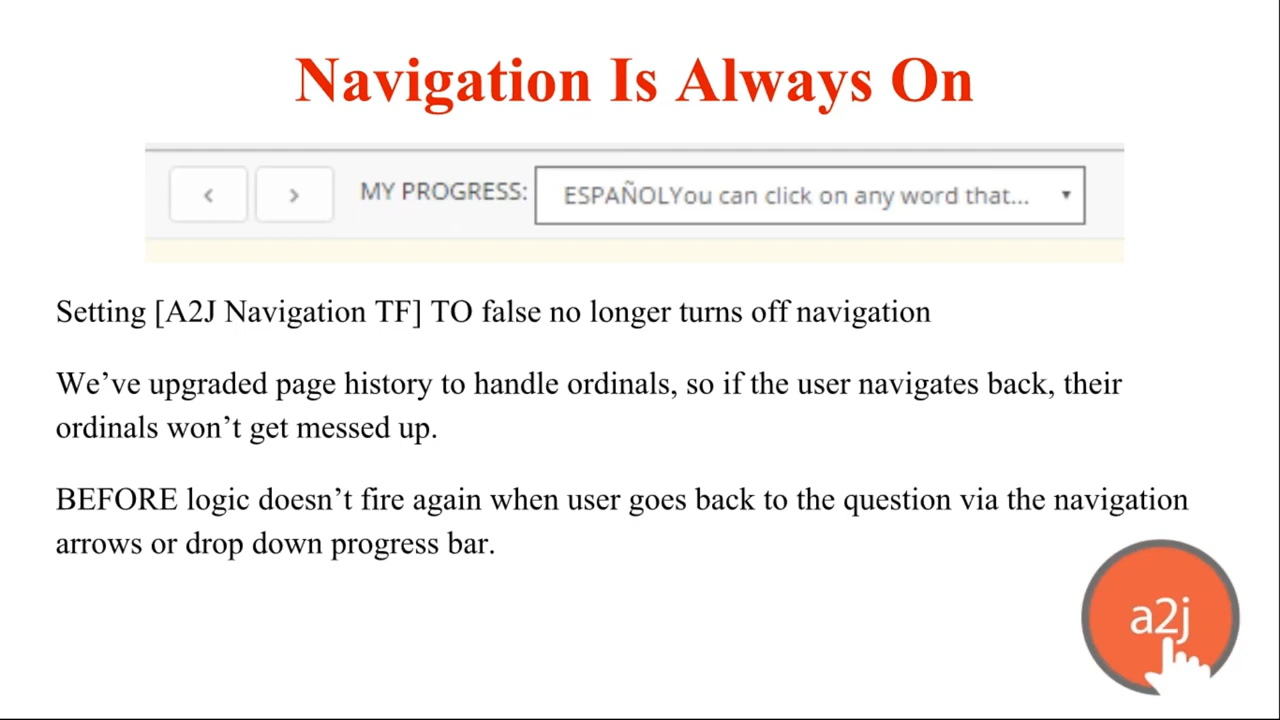 Navigation Is Always On
MY PROGRESS: ESPAÑOLYou can click on any word that...
Setting [A2J Navigation TF] TO false no longer turns off navigation
We’ve upgraded page history to handle ordinals, so if the user navigates back, their
ordinals won’t get messed up.
BEFORE logic doesn’t fire again when user goes back to the question via the navigation
arrows or drop down progress bar.
a2j